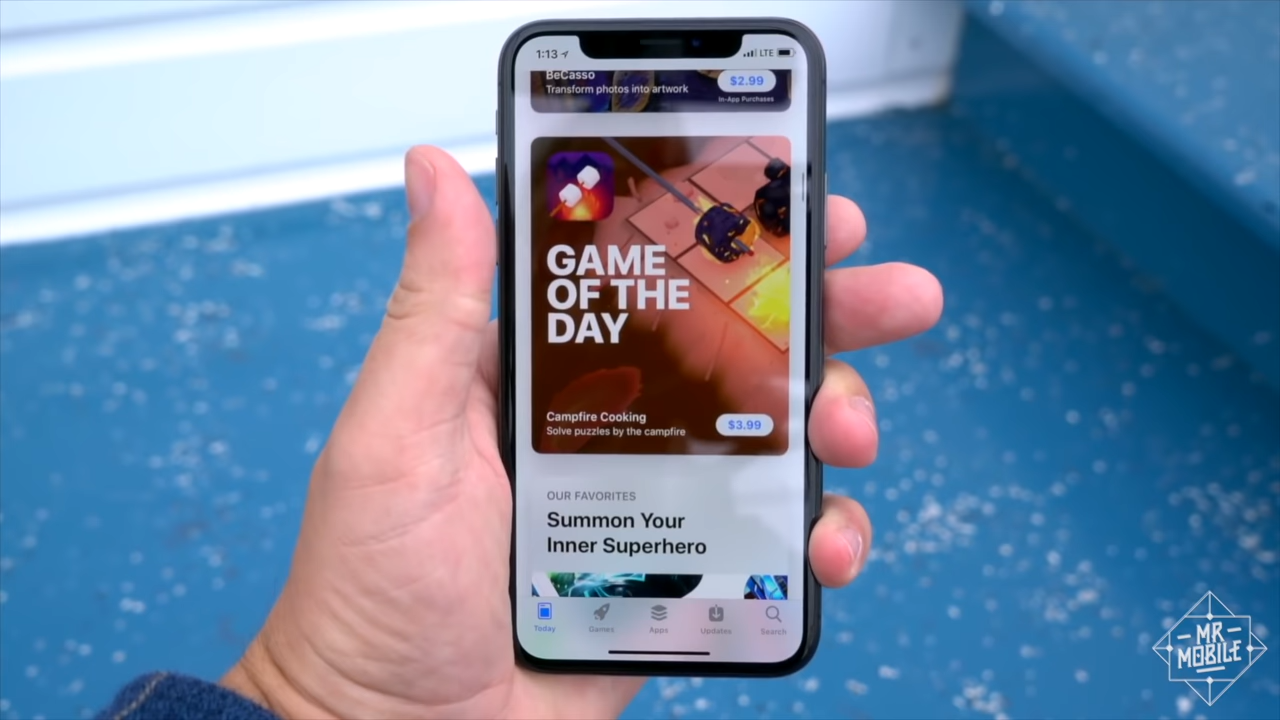 1:13
LTE
BeCasso
Transform photos into artwork
$2.99
In-App Purchases
GAME
OF THE
DAY
Campfire Cooking
Solve puzzles by the campfire
$3.99
OUR FAVORITES
Summon Your
Inner Superhero
Today
Games
Apps
Updates
Search
MR
MOBILE